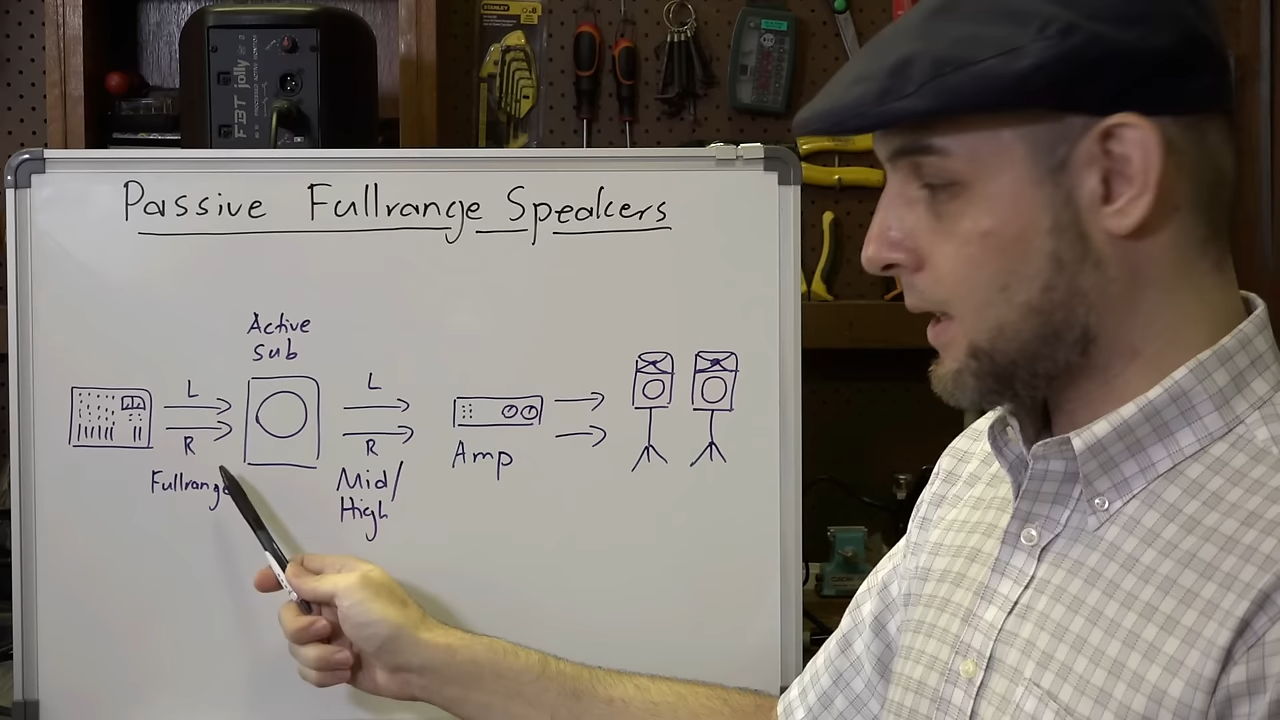 STANLEY
FBT jolly
Passive Fullrange Speakers
Active
Sub
L
R
Fullrange
L
R
Mid/
High
Amp